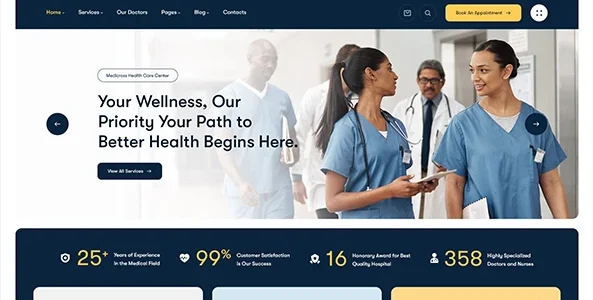 Home Services Our Doctors Pages Blog Contacts Book An Appointment
Medicross Health Care Center
Your Wellness, Our
Priority Your Path to
Better Health Begins Here.
View All Services
25+ Years of Experience
In the Medical Field
99% Customer Satisfaction
Is Our Success
16 Honorary Award for Best
Quality Hospital
358 Highly Specialized
Doctors and Nurses